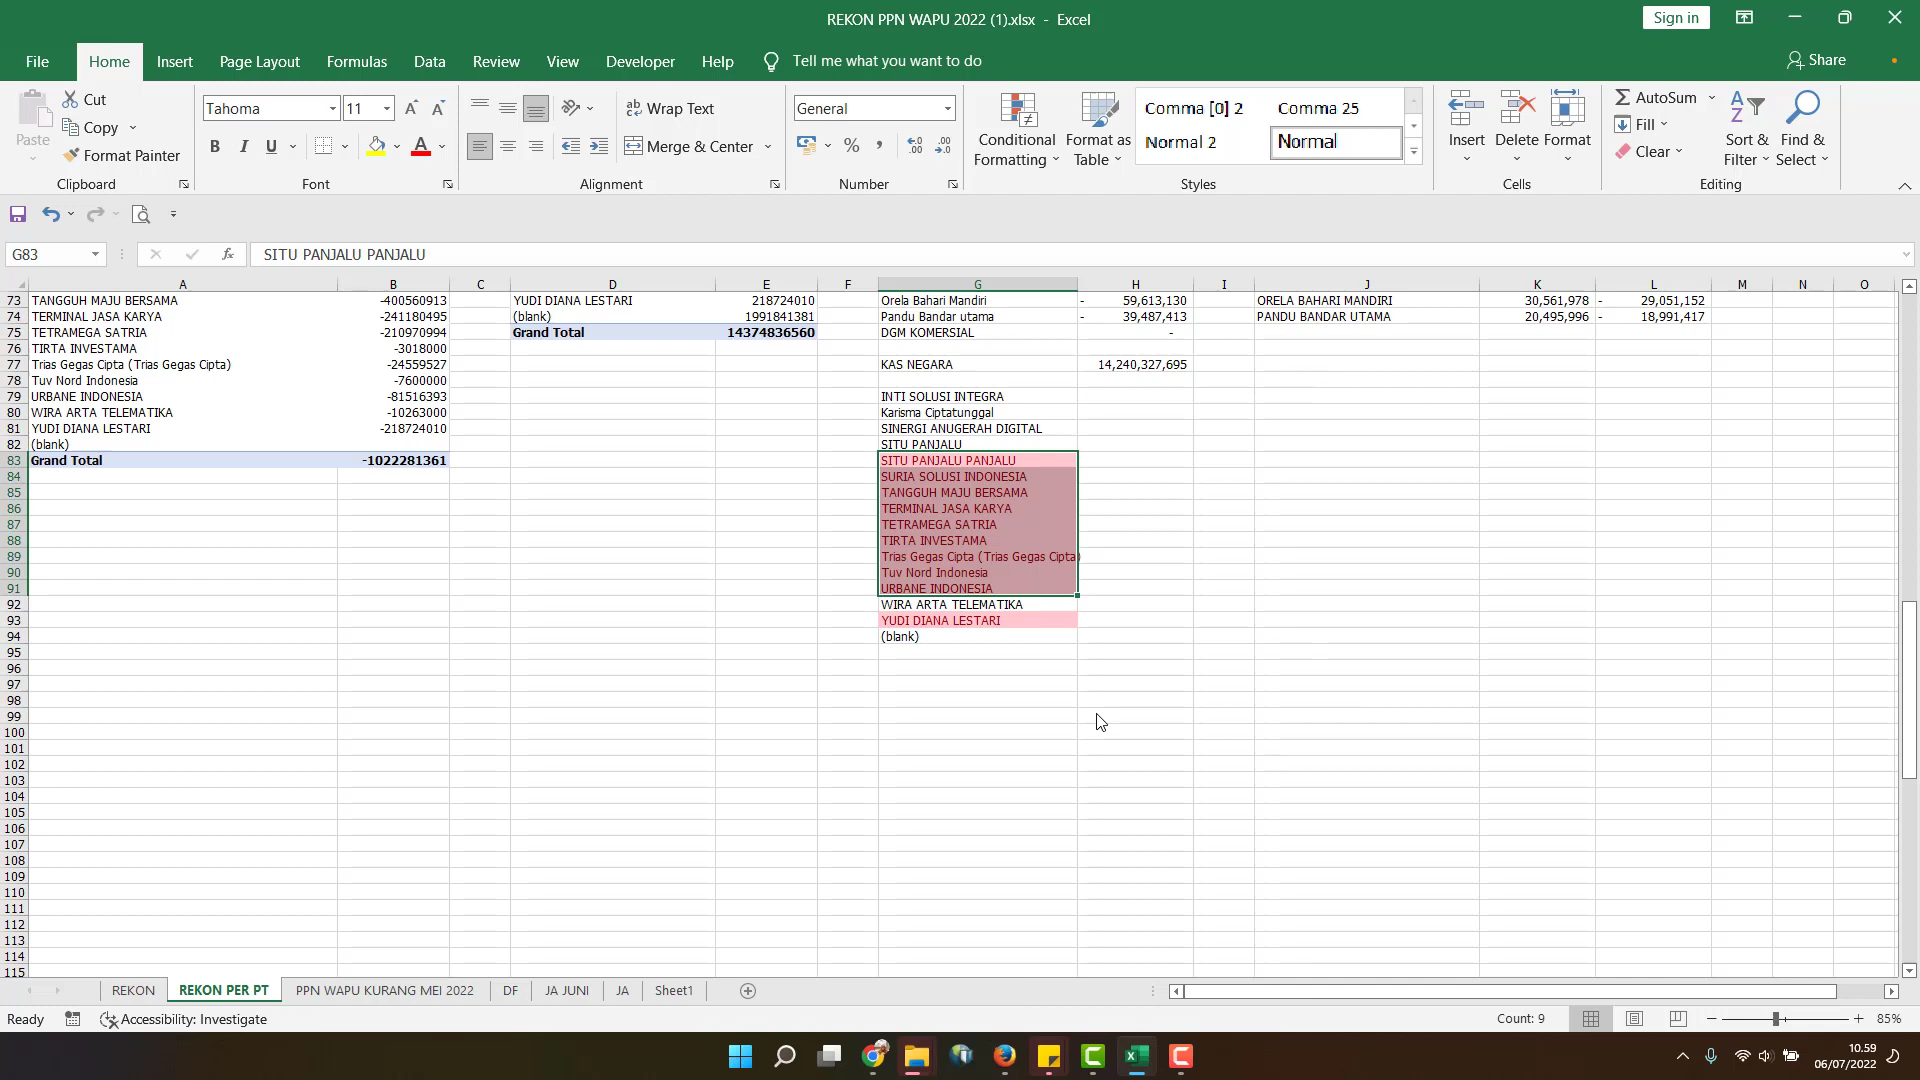 REKON PPN WAPU 2022 (1).xlsx - Excel
Sign in
File Home Insert Page Layout Formulas Data Review View Developer Help Tell me what you want to do Share
Paste Cut Copy Format Painter Clipboard
Tahoma 11 B I U Font
ab Wrap Text Merge & Center Alignment
General Number
Conditional Formatting Format as Table
Comma [0] 2 Comma 25
Normal 2 Normal
Styles
Insert Delete Format Cells
AutoSum Fill Clear Sort & Filter Find & Select Editing
G83 fx SITU PANJALU PANJALU
A B C D E F G H I J K L M N O
73 TANGGUH MAJU BERSAMA -400560913 YUDI DIANA LESTARI 218724010 Orela Bahari Mandiri - 59,613,130 ORELA BAHARI MANDIRI 30,561,978 - 29,051,152
74 TERMINAL JASA KARYA -241180495 (blank) 1991841381 Pandu Bandar utama - 39,487,413 PANDU BANDAR UTAMA 20,495,996 - 18,991,417
75 TETRAMEGA SATRIA -210970994 Grand Total 14374836560 DGM KOMERSIAL -
76 TIRTA INVESTAMA -3018000
77 Trias Gegas Cipta (Trias Gegas Cipta) -24559527 KAS NEGARA 14,240,327,695
78 Tuv Nord Indonesia -7600000
79 URBANE INDONESIA -81516393 INTI SOLUSI INTEGRA
80 WIRA ARTA TELEMATIKA -10263000 Karisma Ciptatunggal
81 YUDI DIANA LESTARI -218724010 SINERGI ANUGERAH DIGITAL
82 (blank) SITU PANJALU
83 Grand Total -1022281361 SITU PANJALU PANJALU
84 SURIA SOLUSI INDONESIA
85 TANGGUH MAJU BERSAMA
86 TERMINAL JASA KARYA
87 TETRAMEGA SATRIA
88 TIRTA INVESTAMA
89 Trias Gegas Cipta (Trias Gegas Cipta)
90 Tuv Nord Indonesia
91 URBANE INDONESIA
92 WIRA ARTA TELEMATIKA
93 YUDI DIANA LESTARI
94 (blank)
95
96
97
98
99
100
101
102
103
104
105
106
107
108
109
110
111
112
113
114
115
REKON REKON PER PT PPN WAPU KURANG MEI 2022 DF JA JUNI JA Sheet1
Ready Accessibility: Investigate Count: 9 85%
10.59
06/07/2022